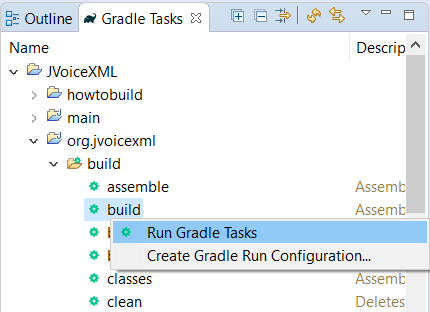 Outline Gradle Tasks
Name Descrip
JVoiceXML
howtobuild
main
org.jvoicexml
build
assemble Assemb
build Assemb
Run Gradle Tasks
Create Gradle Run Configuration...
classes Assemb
clean Deletes